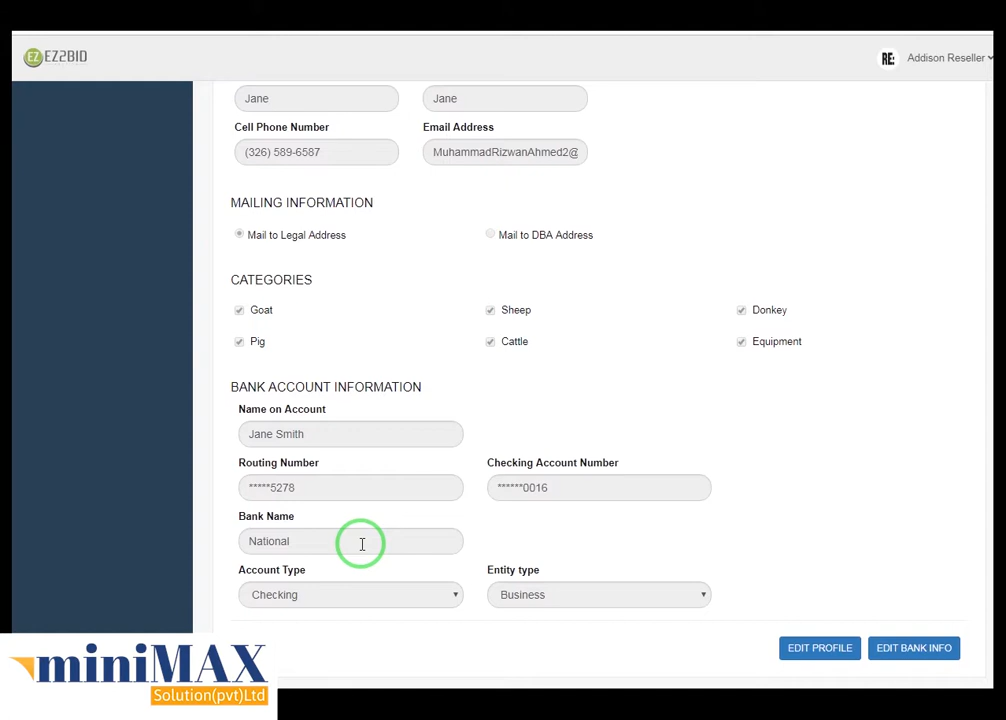 EZ EZ2BID
RE: Addison Reseller
Jane Jane
Cell Phone Number Email Address
(326) 589-6587 MuhammadRizwanAhmed2@
MAILING INFORMATION
Mail to Legal Address Mail to DBA Address
CATEGORIES
Goat Sheep Donkey
Pig Cattle Equipment
BANK ACCOUNT INFORMATION
Name on Account
Jane Smith
Routing Number Checking Account Number
*****5278 ******0016
Bank Name
National
Account Type Entity type
Checking Business
EDIT PROFILE EDIT BANK INFO
miniMAX
Solution(pvt)Ltd